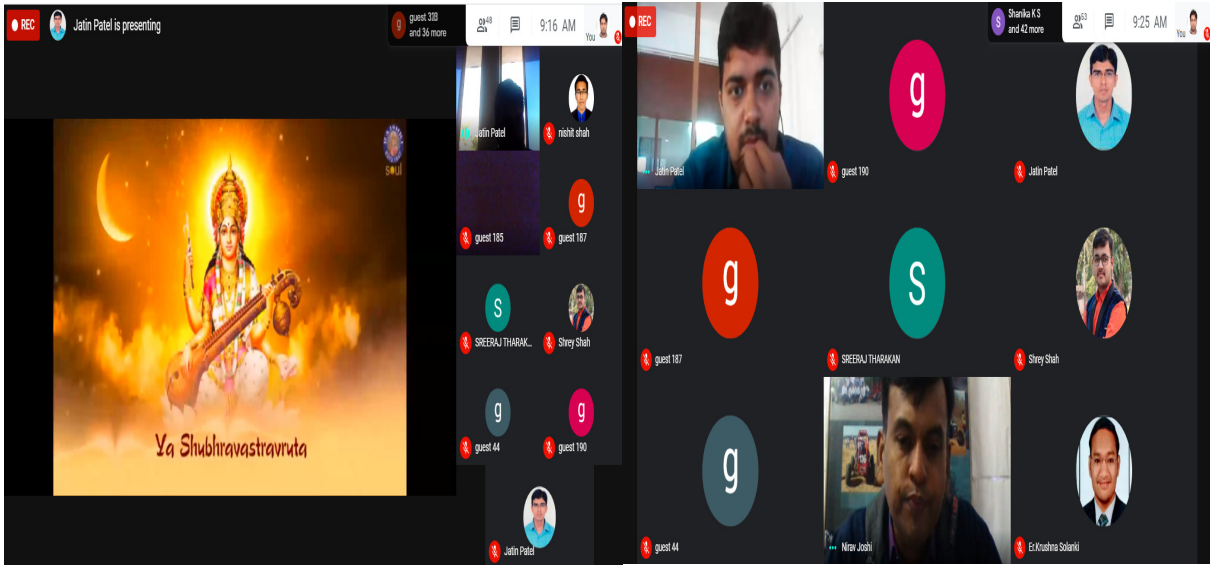 REC
Jatin Patel is presenting
g
guest 32B
and 36 more
48
9:16 AM
You
soul
Ya Shubhravastravruta
Jatin Patel
nishit shah
g
guest 185
guest 187
S
SREERAJ THARAK...
Shrey Shah
g
g
guest 44
guest 190
Jatin Patel
REC
S
Shanika K S
and 42 more
53
9:25 AM
You
g
Jatin Patel
guest 190
Jatin Patel
g
S
guest 187
SREERAJ THARAKAN
Shrey Shah
g
guest 44
Nirav Joshi
Er.Krushna Solanki